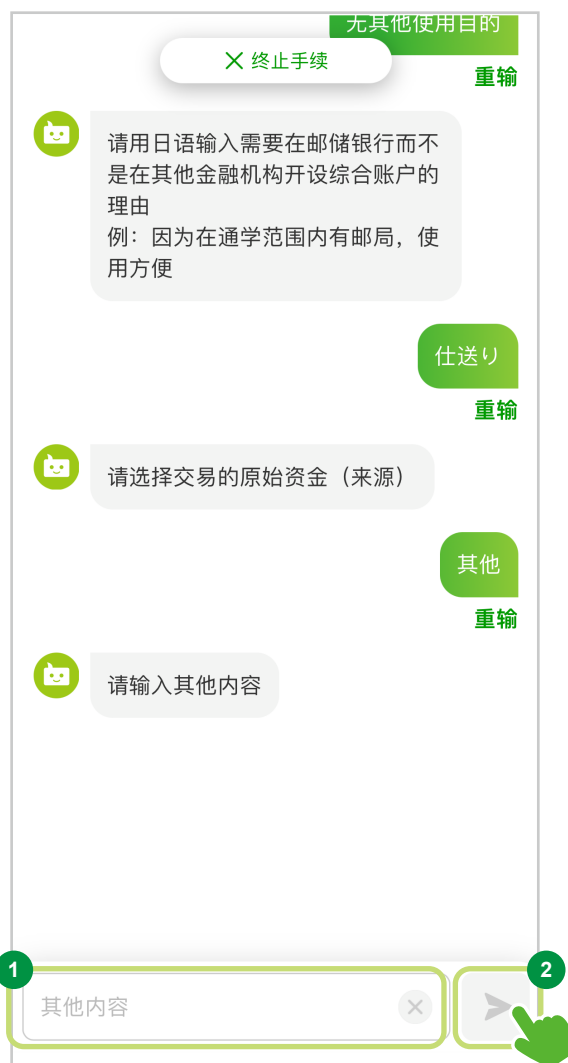 无其他使用目的
终止手续
重输
请用日语输入需要在邮储银行而不
是在其他金融机构开设综合账户的
理由
例：因为在通学范围内有邮局，使
用方便
仕送り
重输
请选择交易的原始资金（来源）
其他
重输
请输入其他内容
1
2
其他内容